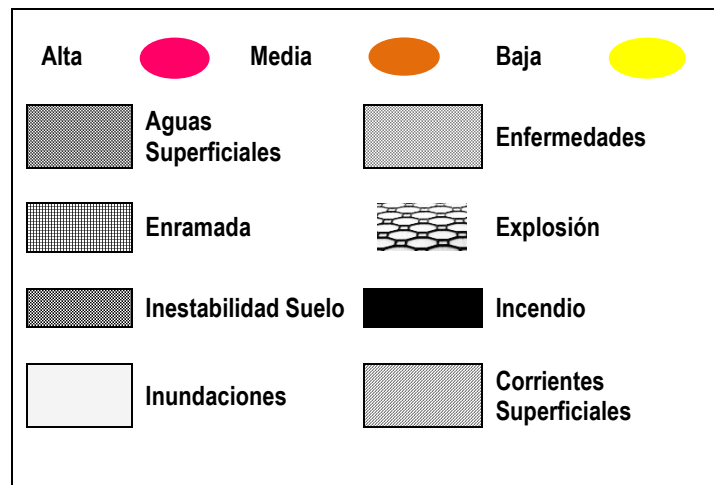 Alta Media Baja
Aguas
Superficiales
Enfermedades
Enramada
Explosión
Inestabilidad Suelo
Incendio
Inundaciones
Corrientes
Superficiales